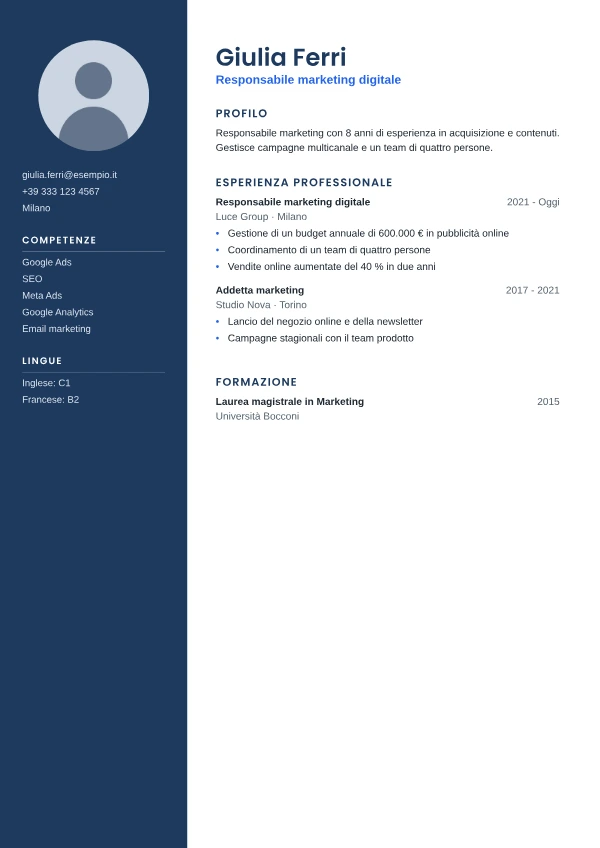 giulia.ferri@esempio.it
+39 333 123 4567
Milano
COMPETENZE
Google Ads
SEO
Meta Ads
Google Analytics
Email marketing
LINGUE
Inglese: C1
Francese: B2
Giulia Ferri
Responsabile marketing digitale
PROFILO
Responsabile marketing con 8 anni di esperienza in acquisizione e contenuti.
Gestisce campagne multicanale e un team di quattro persone.
ESPERIENZA PROFESSIONALE
Responsabile marketing digitale 2021 - Oggi
Luce Group · Milano
• Gestione di un budget annuale di 600.000 € in pubblicità online
• Coordinamento di un team di quattro persone
• Vendite online aumentate del 40 % in due anni
Addetta marketing 2017 - 2021
Studio Nova · Torino
• Lancio del negozio online e della newsletter
• Campagne stagionali con il team prodotto
FORMAZIONE
Laurea magistrale in Marketing 2015
Università Bocconi